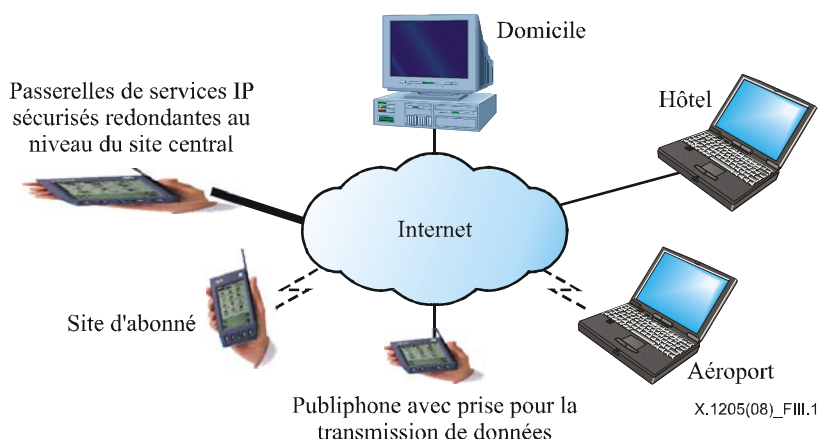 Domicile
Passerelles de services IP
sécurisés redondantes au
niveau du site central
Hôtel
Internet
Site d'abonné
Aéroport
Publiphone avec prise pour la
transmission de données
X.1205(08)_FIII.1